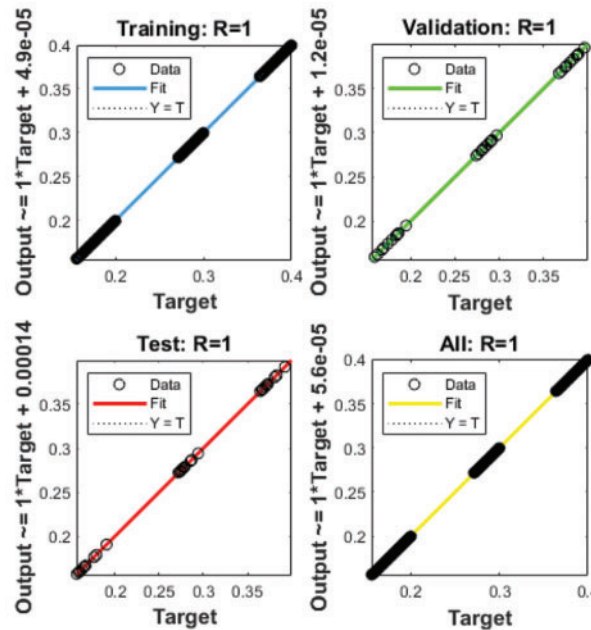 Training: R=1
Output ~= 1*Target + 4.9e-05
0.4
0.35
0.3
0.25
0.2
Data
Fit
Y = T
0.2
0.3
0.4
Target
Validation: R=1
Output ~= 1*Target + 1.2e-05
0.35
0.3
0.25
0.2
Data
Fit
Y = T
0.2
0.25
0.3
0.35
Target
Test: R=1
Output ~= 1*Target + 0.00014
0.35
0.3
0.25
0.2
Data
Fit
Y = T
0.2
0.25
0.3
0.35
Target
All: R=1
Output ~= 1*Target + 5.6e-05
0.4
0.35
0.3
0.25
0.2
Data
Fit
Y = T
0.2
0.3
Target